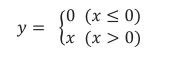 y = {0 (x ≤ 0)
{x (x > 0)